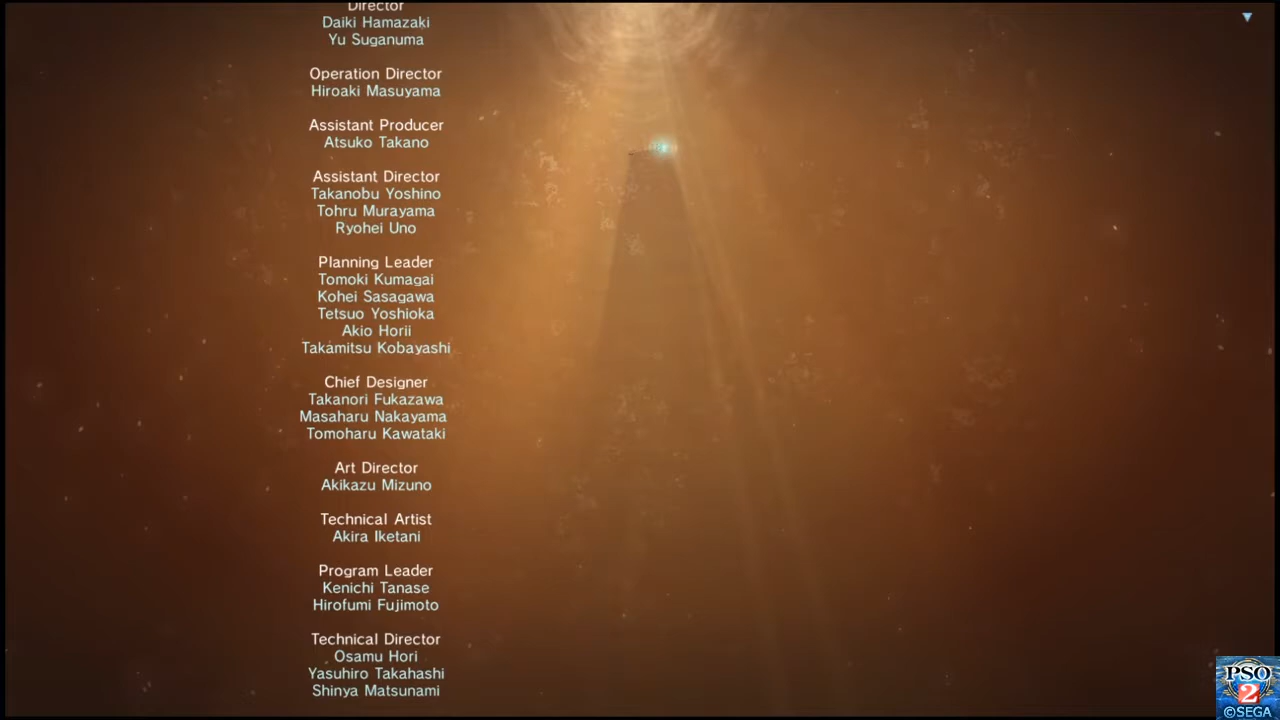 Director
Daiki Hamazaki
Yu Suganuma
Operation Director
Hiroaki Masuyama
Assistant Producer
Atsuko Takano
Assistant Director
Takanobu Yoshino
Tohru Murayama
Ryohei Uno
Planning Leader
Tomoki Kumagai
Kohei Sasagawa
Tetsuo Yoshioka
Akio Horii
Takamitsu Kobayashi
Chief Designer
Takanori Fukazawa
Masaharu Nakayama
Tomoharu Kawataki
Art Director
Akikazu Mizuno
Technical Artist
Akira Iketani
Program Leader
Kenichi Tanase
Hirofumi Fujimoto
Technical Director
Osamu Hori
Yasuhiro Takahashi
Shinya Matsunami
PSO
2
©SEGA